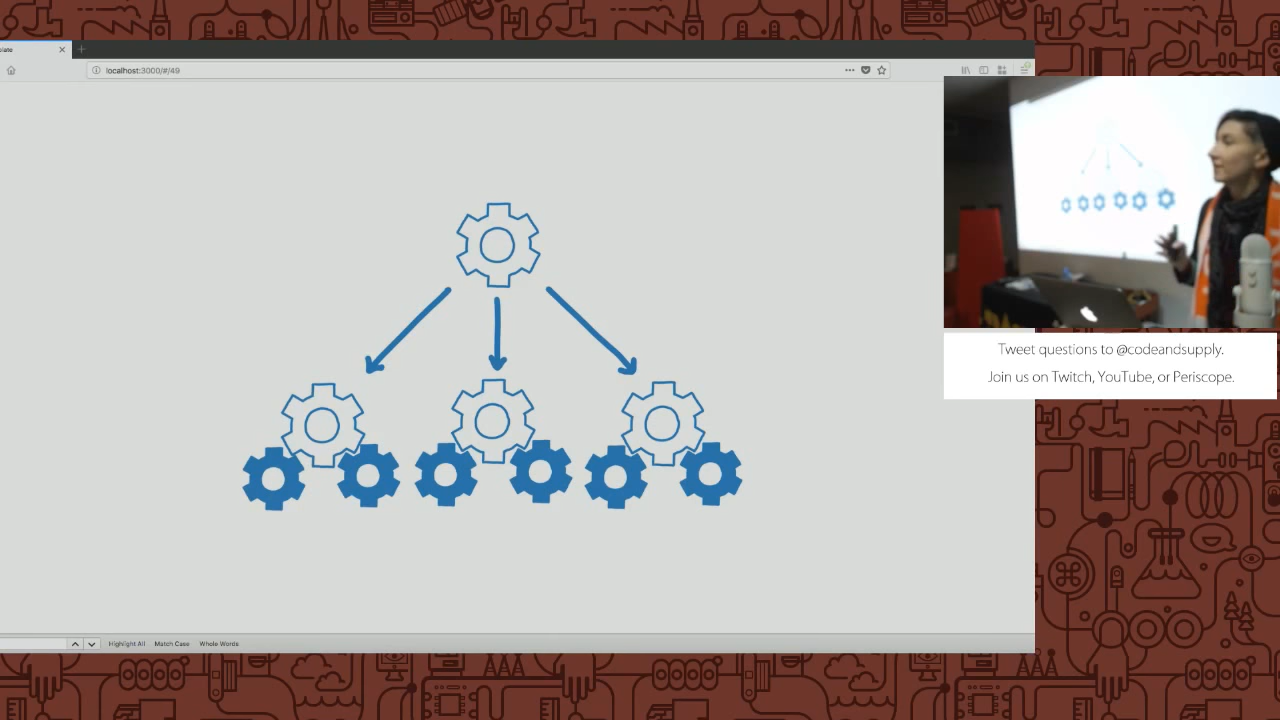 late
localhost:3000/#/49
Tweet questions to @codeandsupply.
Join us on Twitch, YouTube, or Periscope.
Highlight All Match Case Whole Words